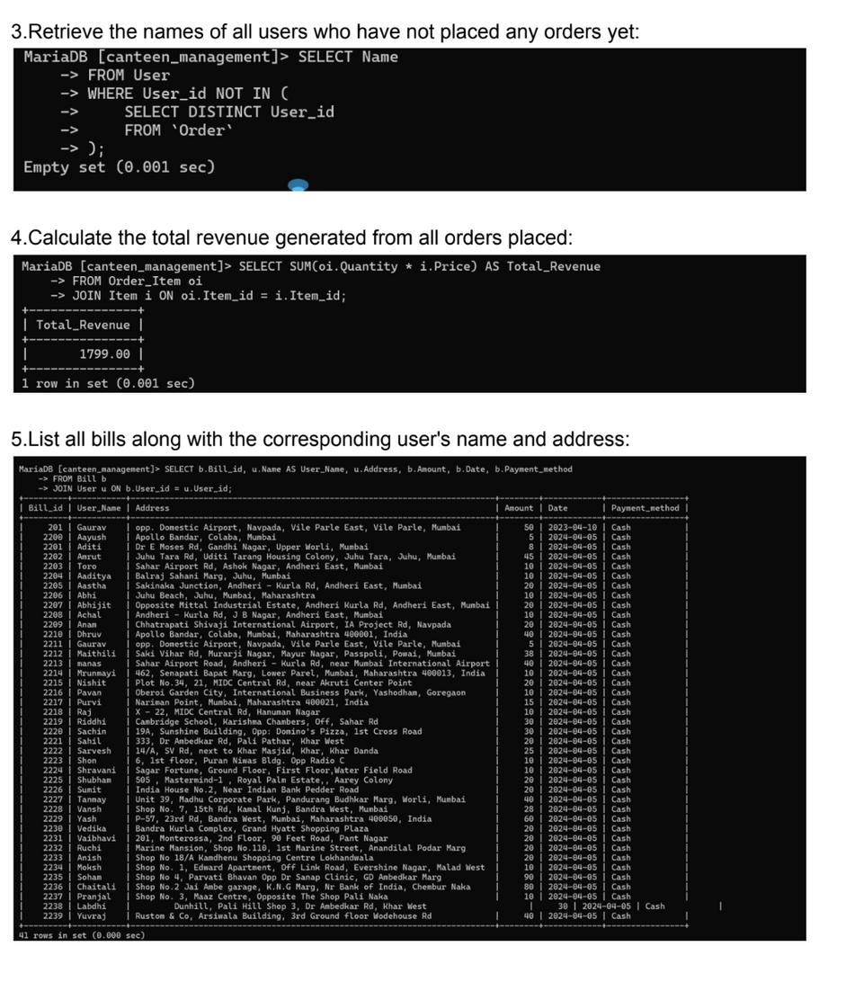 3.Retrieve the names of all users who have not placed any orders yet:
MariaDB [canteen_management]> SELECT Name
    -> FROM User
    -> WHERE User_id NOT IN (
    ->     SELECT DISTINCT User_id
    ->     FROM `Order`
    -> );
Empty set (0.001 sec)
4.Calculate the total revenue generated from all orders placed:
MariaDB [canteen_management]> SELECT SUM(oi.Quantity * i.Price) AS Total_Revenue
    -> FROM Order_Item oi
    -> JOIN Item i ON oi.Item_id = i.Item_id;
+---------------+
| Total_Revenue |
+---------------+
|       1799.00 |
+---------------+
1 row in set (0.001 sec)
5.List all bills along with the corresponding user's name and address:
MariaDB [canteen_management]> SELECT b.Bill_id, u.Name AS User_Name, u.Address, b.Amount, b.Date, b.Payment_method
    -> FROM Bill b
    -> JOIN User u ON b.User_id = u.User_id;
| Bill_id | User_Name | Address | Amount | Date | Payment_method |
| 201 | Gaurav | opp. Domestic Airport, Navpada, Vile Parle East, Vile Parle, Mumbai | 50 | 2023-04-10 | Cash |
| 2200 | Aayush | Apollo Bandar, Colaba, Mumbai | 5 | 2024-04-05 | Cash |
| 2201 | Aditi | Dr E Moses Rd, Gandhi Nagar, Upper Worli, Mumbai | 8 | 2024-04-05 | Cash |
| 2202 | Amrut | Juhu Tara Rd, Uditi Tarang Housing Colony, Juhu Tara, Juhu, Mumbai | 45 | 2024-04-05 | Cash |
| 2203 | Toro | Sahar Airport Rd, Ashok Nagar, Andheri East, Mumbai | 10 | 2024-04-05 | Cash |
| 2204 | Aaditya | Balraj Sahani Marg, Juhu, Mumbai | 10 | 2024-04-05 | Cash |
| 2205 | Aastha | Sakinaka Junction, Andheri - Kurla Rd, Andheri East, Mumbai | 20 | 2024-04-05 | Cash |
| 2206 | Abhi | Juhu Beach, Juhu, Mumbai, Maharashtra | 10 | 2024-04-05 | Cash |
| 2207 | Abhijit | Opposite Mittal Industrial Estate, Andheri Kurla Rd, Andheri East, Mumbai | 20 | 2024-04-05 | Cash |
| 2208 | Achal | Andheri - Kurla Rd, J B Nagar, Andheri East, Mumbai | 10 | 2024-04-05 | Cash |
| 2209 | Anam | Chhatrapati Shivaji International Airport, IA Project Rd, Navpada | 20 | 2024-04-05 | Cash |
| 2210 | Dhruv | Apollo Bandar, Colaba, Mumbai, Maharashtra 400001, India | 40 | 2024-04-05 | Cash |
| 2211 | Gaurav | opp. Domestic Airport, Navpada, Vile Parle East, Vile Parle, Mumbai | 5 | 2024-04-05 | Cash |
| 2212 | Maithili | Saki Vihar Rd, Murarji Nagar, Mayur Nagar, Passpoli, Powai, Mumbai | 38 | 2024-04-05 | Cash |
| 2213 | manas | Sahar Airport Road, Andheri - Kurla Rd, near Mumbai International Airport | 40 | 2024-04-05 | Cash |
| 2214 | Mrunmayi | 462, Senapati Bapat Marg, Lower Parel, Mumbai, Maharashtra 400013, India | 10 | 2024-04-05 | Cash |
| 2215 | Nishit | Plot No.34, 21, MIDC Central Rd, near Akruti Center Point | 20 | 2024-04-05 | Cash |
| 2216 | Pavan | Oberoi Garden City, International Business Park, Yashodham, Goregaon | 10 | 2024-04-05 | Cash |
| 2217 | Purvi | Nariman Point, Mumbai, Maharashtra 400021, India | 15 | 2024-04-05 | Cash |
| 2218 | Raj | X - 22, MIDC Central Rd, Hanuman Nagar | 10 | 2024-04-05 | Cash |
| 2219 | Riddhi | Cambridge School, Karishma Chambers, Off, Sahar Rd | 30 | 2024-04-05 | Cash |
| 2220 | Sachin | 19A, Sunshine Building, Opp: Domino's Pizza, 1st Cross Road | 30 | 2024-04-05 | Cash |
| 2221 | Sahil | 333, Dr Ambedkar Rd, Pali Pathar, Khar West | 20 | 2024-04-05 | Cash |
| 2222 | Sarvesh | 14/A, SV Rd, next to Khar Masjid, Khar, Khar Danda | 25 | 2024-04-05 | Cash |
| 2223 | Shon | 6, 1st floor, Puran Niwas Bldg. Opp Radio C | 10 | 2024-04-05 | Cash |
| 2224 | Shravani | Sagar Fortune, Ground Floor, First Floor,Water Field Road | 10 | 2024-04-05 | Cash |
| 2225 | Shubham | 505 , Mastermind-1 , Royal Palm Estate,, Aarey Colony | 20 | 2024-04-05 | Cash |
| 2226 | Sumit | India House No.2, Near Indian Bank Pedder Road | 20 | 2024-04-05 | Cash |
| 2227 | Tanmay | Unit 39, Madhu Corporate Park, Pandurang Budhkar Marg, Worli, Mumbai | 40 | 2024-04-05 | Cash |
| 2228 | Vansh | Shop No. 7, 15th Rd, Kamal Kunj, Bandra West, Mumbai | 28 | 2024-04-05 | Cash |
| 2229 | Yash | P-57, 23rd Rd, Bandra West, Mumbai, Maharashtra 400050, India | 60 | 2024-04-05 | Cash |
| 2230 | Vedika | Bandra Kurla Complex, Grand Hyatt Shopping Plaza | 20 | 2024-04-05 | Cash |
| 2231 | Vaibhavi | 201, Monterossa, 2nd Floor, 90 Feet Road, Pant Nagar | 20 | 2024-04-05 | Cash |
| 2232 | Ruchi | Marine Mansion, Shop No.110, 1st Marine Street, Anandilal Podar Marg | 20 | 2024-04-05 | Cash |
| 2233 | Anish | Shop No 18/A Kamdhenu Shopping Centre Lokhandwala | 20 | 2024-04-05 | Cash |
| 2234 | Moksh | Shop No. 1, Edward Apartment, Off Link Road, Evershine Nagar, Malad West | 10 | 2024-04-05 | Cash |
| 2235 | Soham | Shop No 4, Parvati Bhavan Opp Dr Sanap Clinic, GD Ambedkar Marg | 90 | 2024-04-05 | Cash |
| 2236 | Chaitali | Shop No.2 Jai Ambe garage, K.N.G Marg, Nr Bank of India, Chembur Naka | 80 | 2024-04-05 | Cash |
| 2237 | Pranjal | Shop No. 3, Maaz Centre, Opposite The Shop Pali Naka | 10 | 2024-04-05 | Cash |
| 2238 | Labdhi | Dunhill, Pali Hill Shop 3, Dr Ambedkar Rd, Khar West | 30 | 2024-04-05 | Cash |
| 2239 | Yuvraj | Rustom & Co, Arsiwala Building, 3rd Ground floor Wodehouse Rd | 40 | 2024-04-05 | Cash |
41 rows in set (0.000 sec)